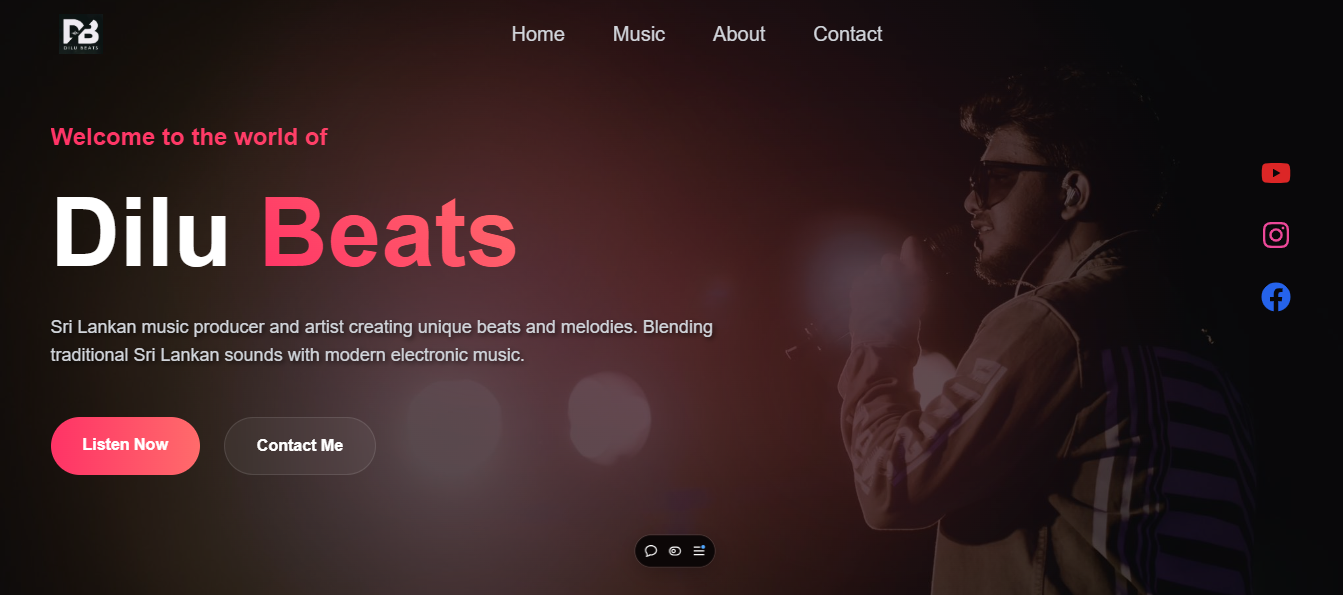 DB
DILU BEATS
Home Music About Contact
Welcome to the world of
Dilu Beats
Sri Lankan music producer and artist creating unique beats and melodies. Blending
traditional Sri Lankan sounds with modern electronic music.
Listen Now Contact Me